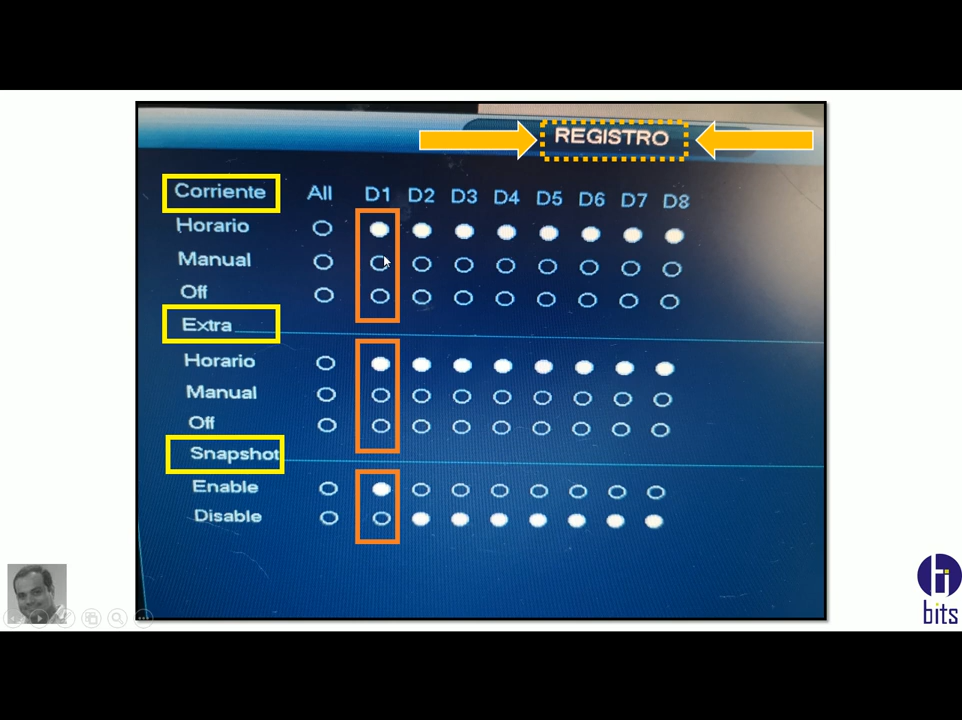 REGISTRO
Corriente All D1 D2 D3 D4 D5 D6 D7 D8
Horario
Manual
Off
Extra
Horario
Manual
Off
Snapshot
Enable
Disable
bits